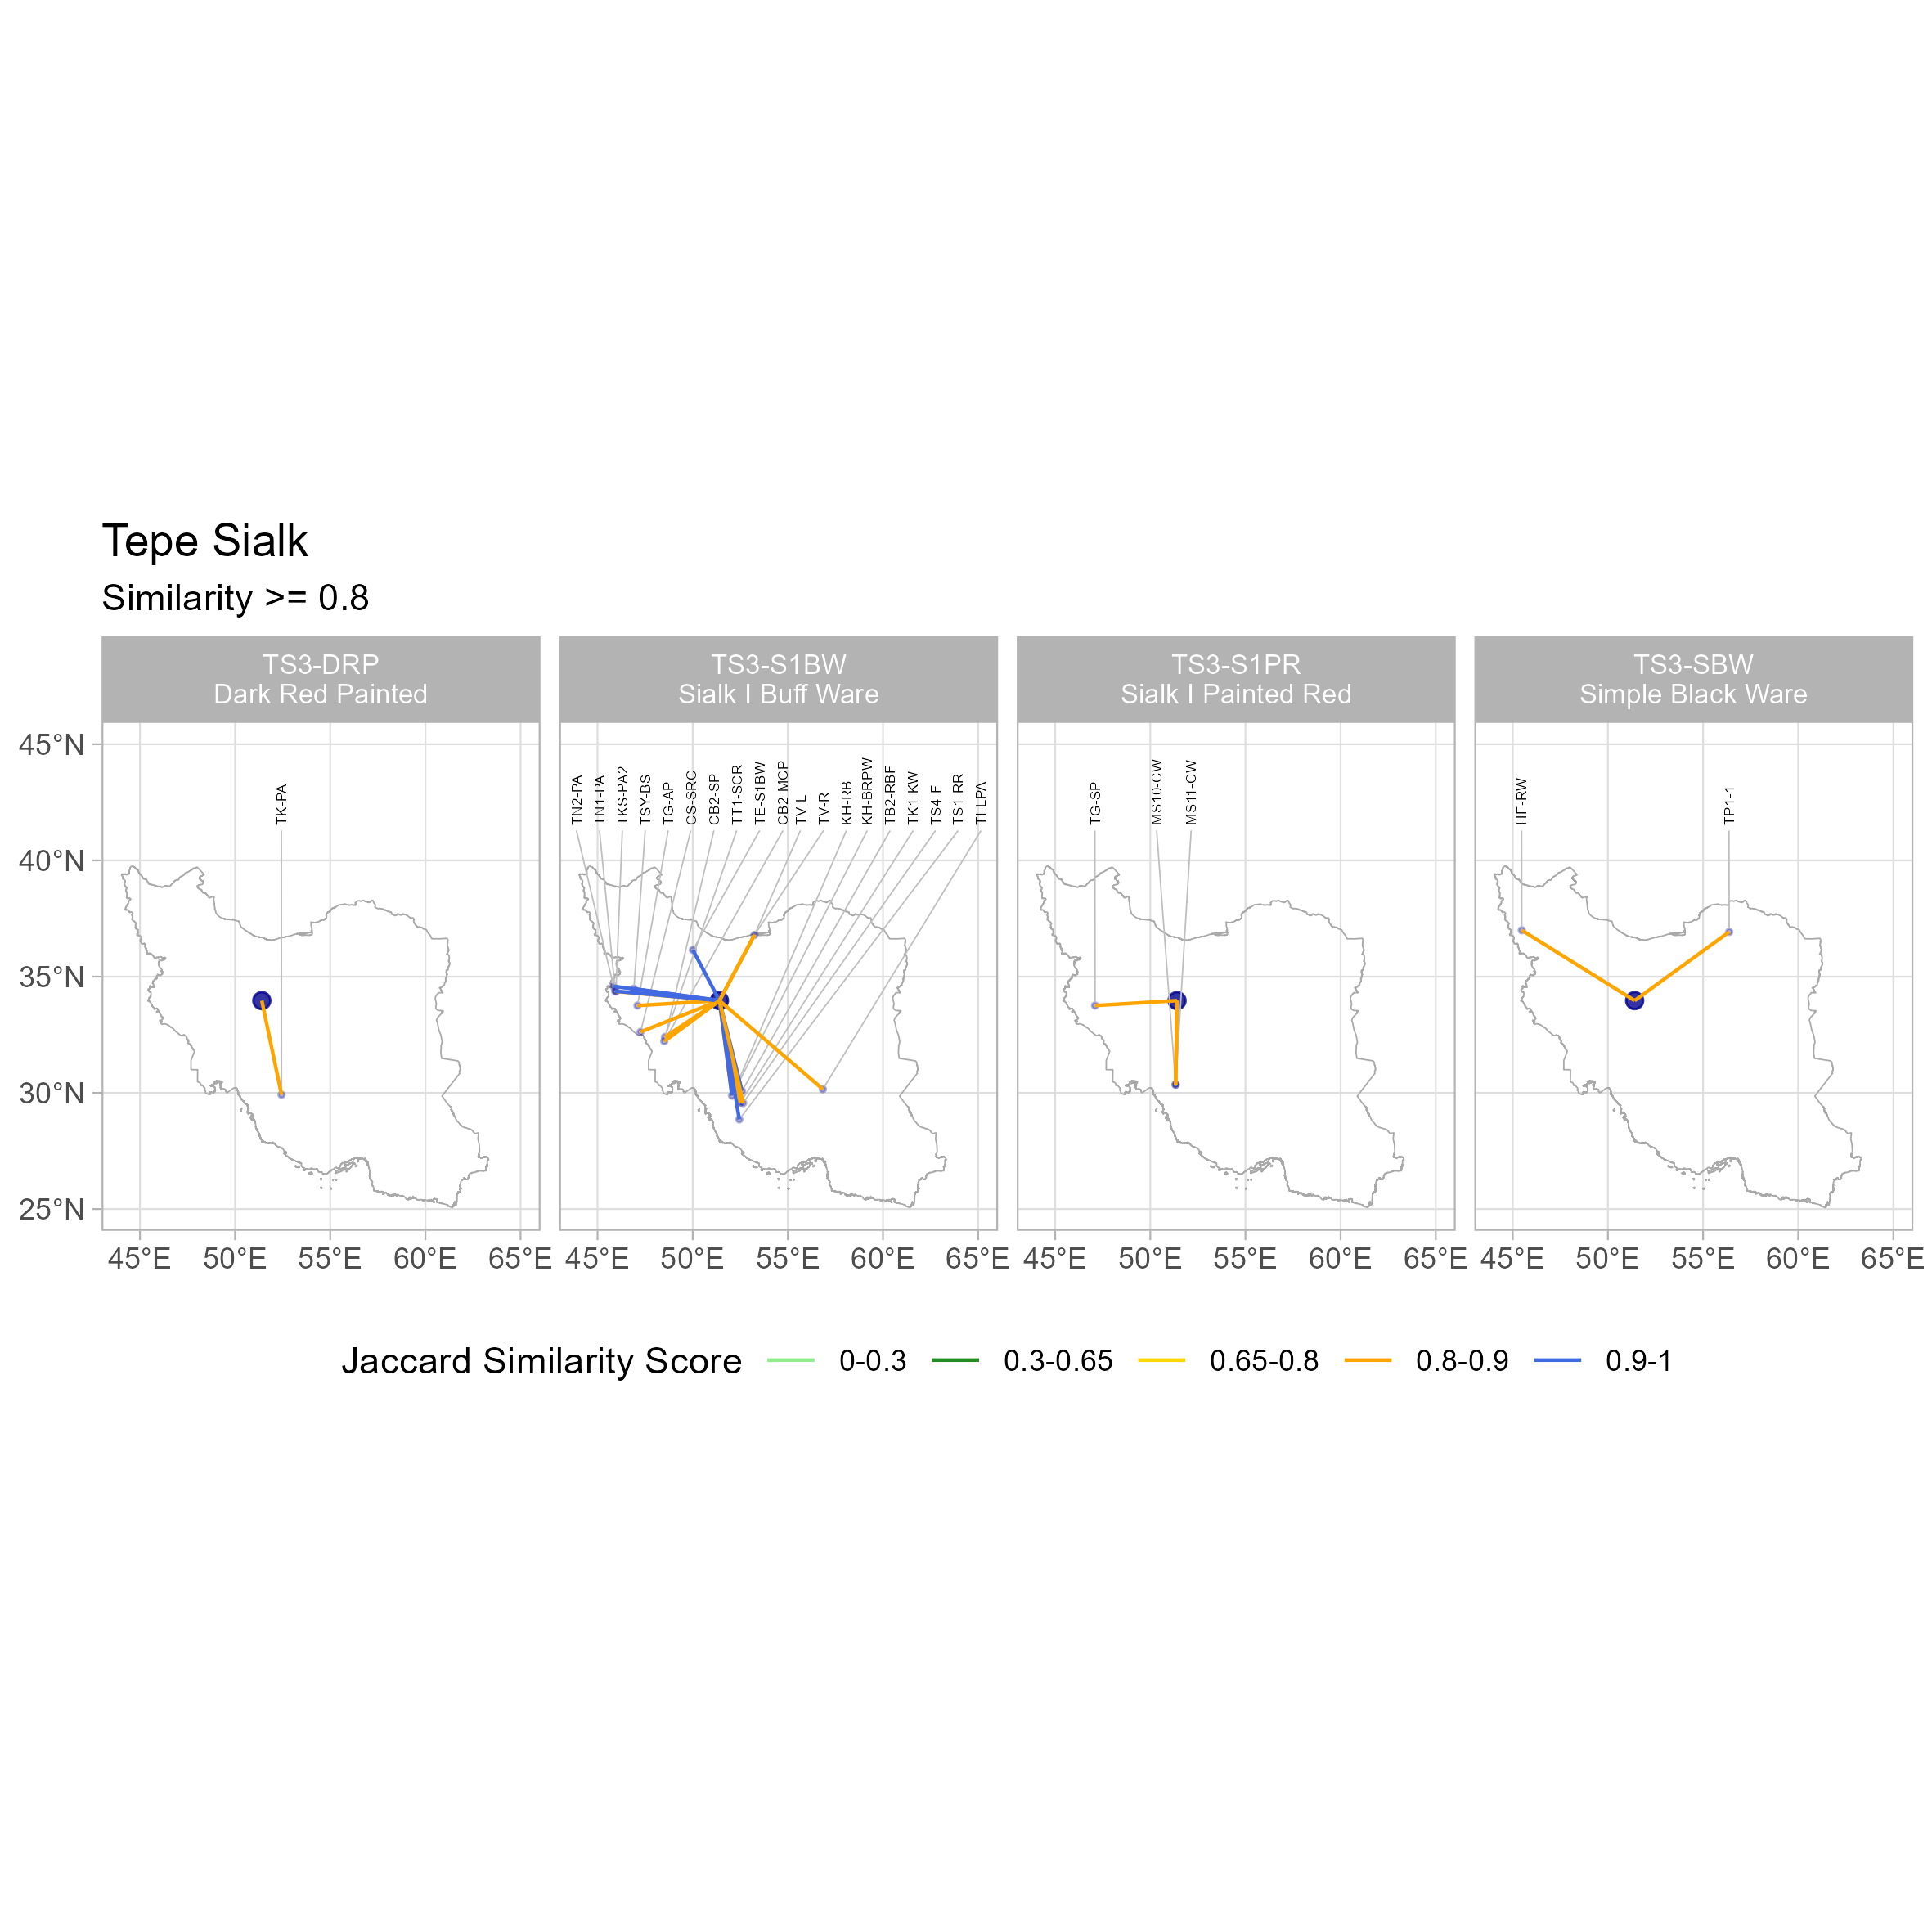 Tepe Sialk
Similarity >= 0.8
TS3-DRP
Dark Red Painted
TS3-S1BW
Sialk I Buff Ware
TS3-S1PR
Sialk I Painted Red
TS3-SBW
Simple Black Ware
45°N
40°N
35°N
30°N
25°N
TK-PA
TN2-PA
TN1-PA
TKS-PA2
TSY-BS
TG-AP
CS-SRC
CB2-SP
TT1-SCR
TE-S1BW
CB2-MCP
TV-L
TV-R
KH-RB
KH-BRPW
TB2-RBF
TK1-KW
TS4-F
TS1-RR
TI-LPA
TG-SP
MS10-CW
MS11-CW
HF-RW
TP1-1
45°E 50°E 55°E 60°E 65°E
45°E 50°E 55°E 60°E 65°E
45°E 50°E 55°E 60°E 65°E
45°E 50°E 55°E 60°E 65°E
Jaccard Similarity Score 0-0.3 0.3-0.65 0.65-0.8 0.8-0.9 0.9-1